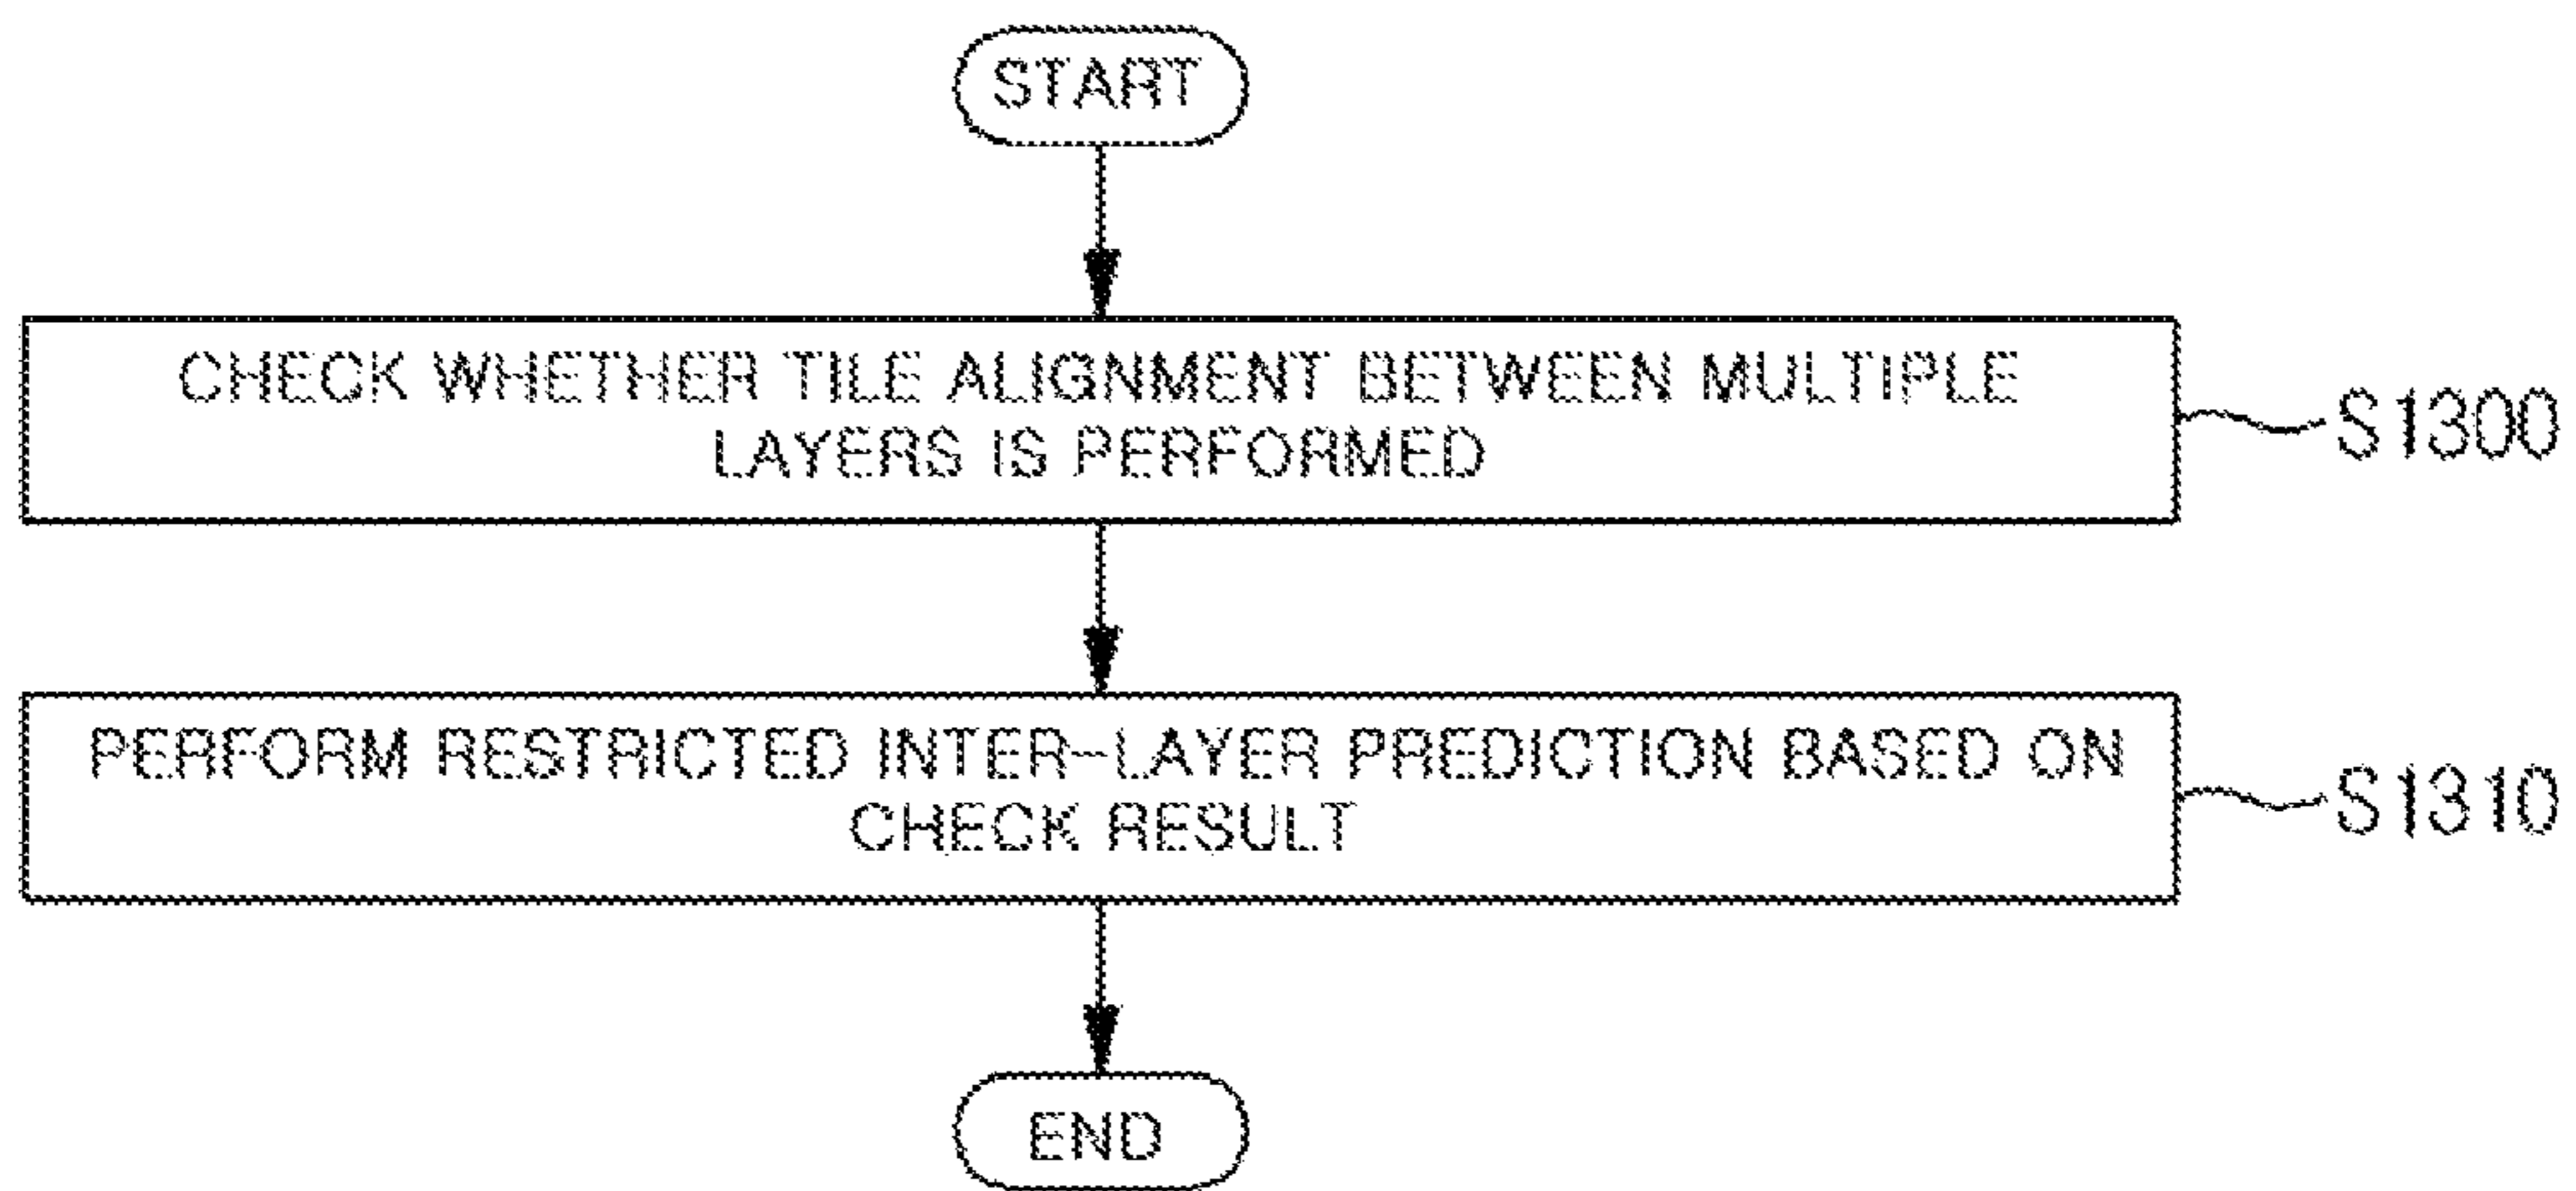 START
CHECK WHETHER TILE ALIGNMENT BETWEEN MULTIPLE
LAYERS IS PERFORMED
S1300
PERFORM RESTRICTED INTER-LAYER PREDICTION BASED ON
CHECK RESULT
S1310
END